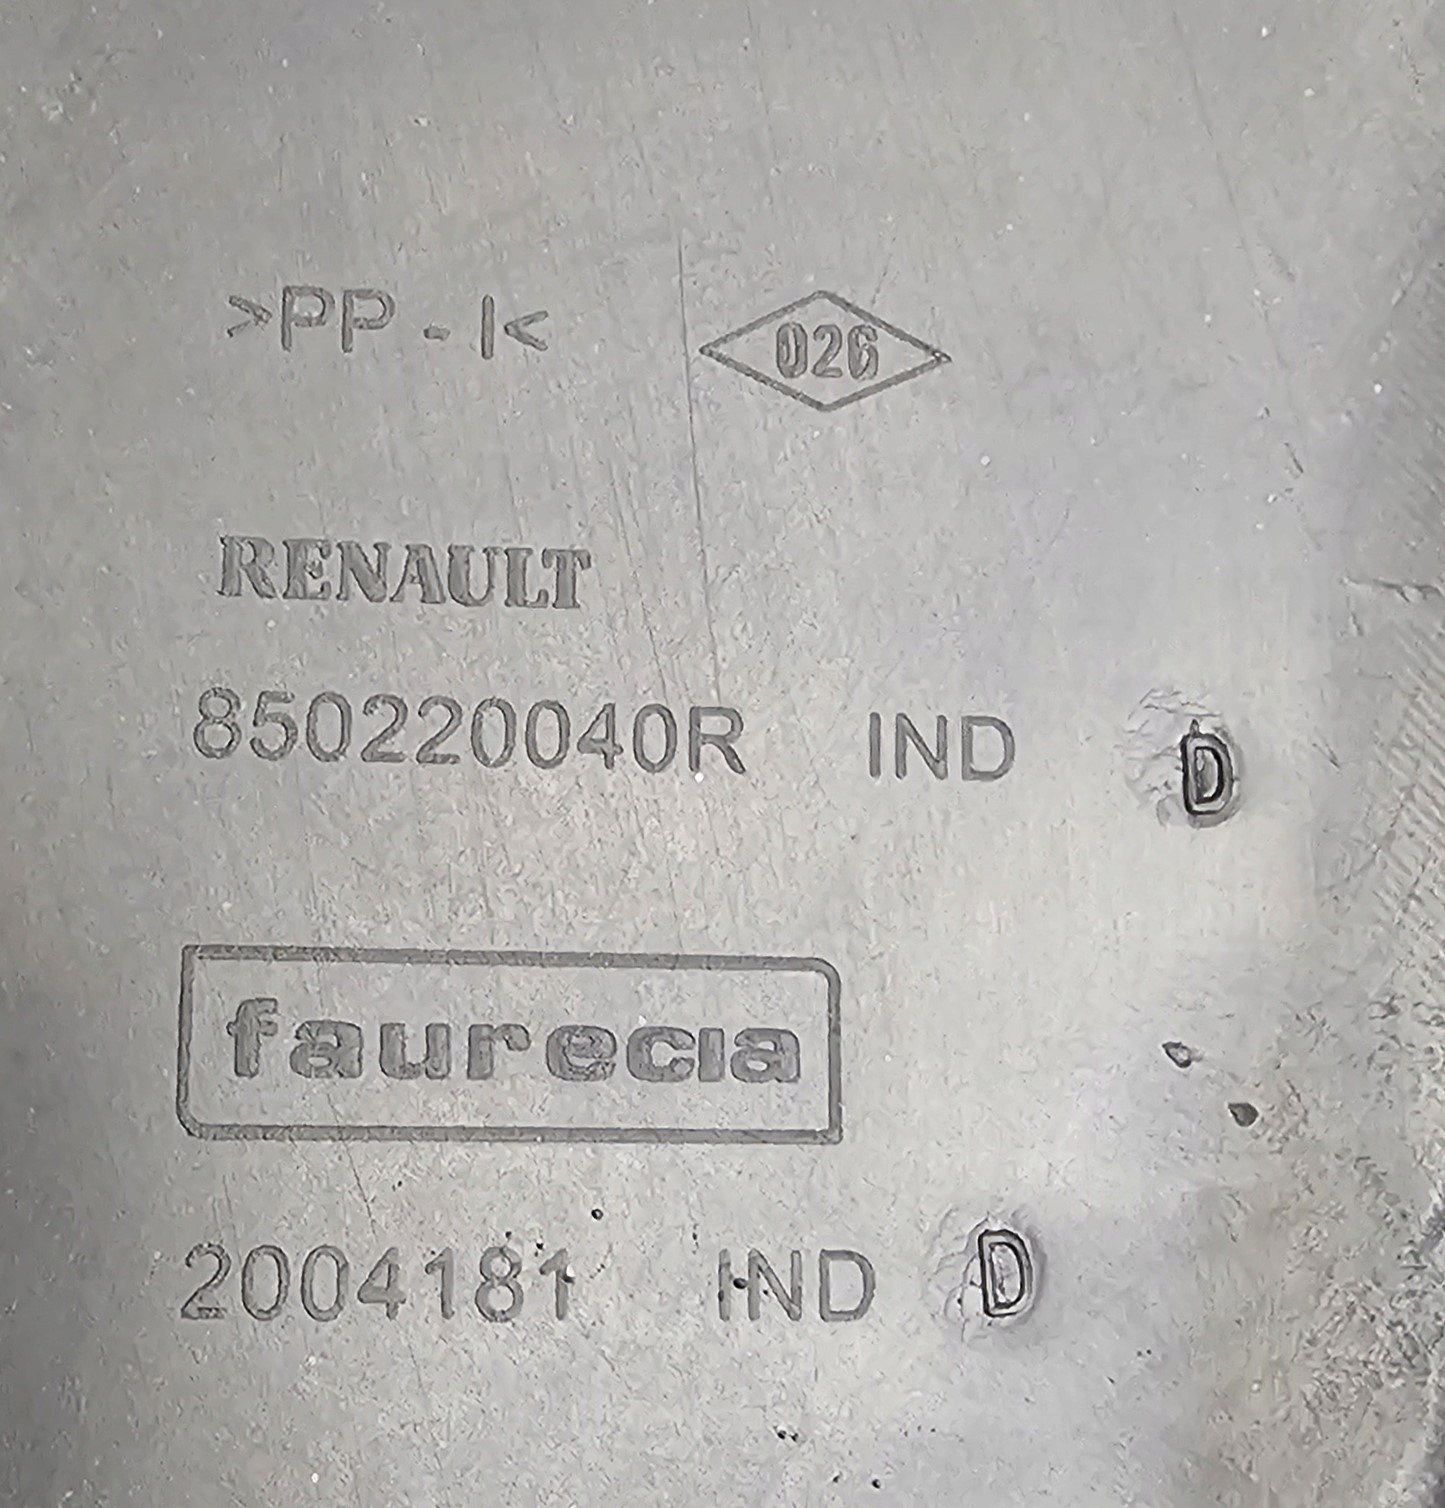 >PP - I< 026
RENAULT
850220040R IND D
faurecia
2004181 IND D